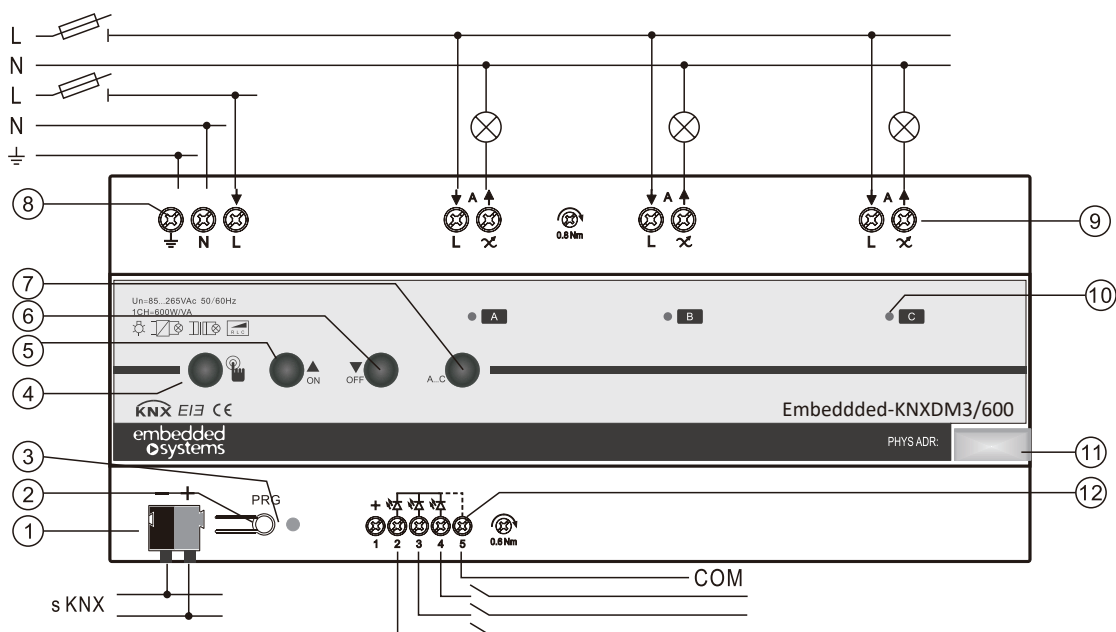 L
N
L
N
8
A
A
A
9
N L
L
L
L
0.6 Nm
7
6
5
4
Un=85...265VAc 50/60Hz
1CH=600W/VA
R L C
A
B
C
10
ON
OFF
A...C
KNX EIB CE
Embeddded-KNXDM3/600
embedded
systems
PHYS ADR:
11
3
2
1
- +
PRG
+
1 2 3 4 5
0.6 Nm
12
COM
s KNX